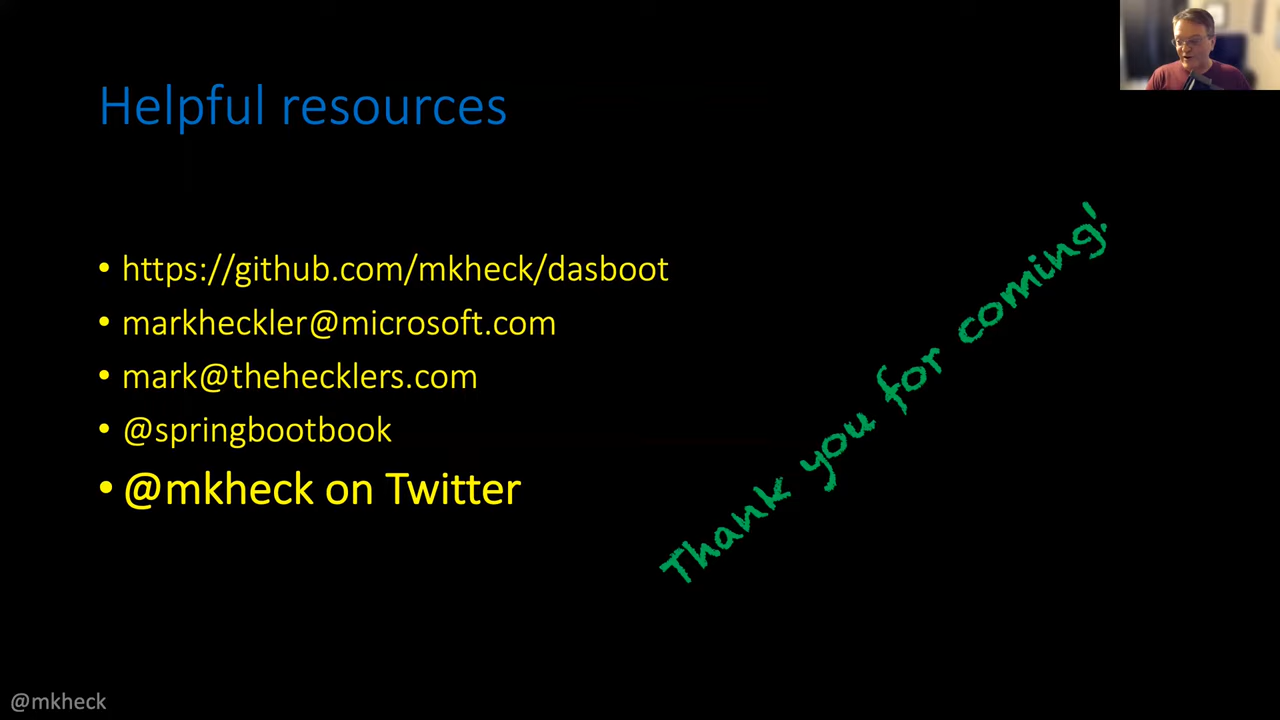 Helpful resources
• https://github.com/mkheck/dasboot
• markheckler@microsoft.com
• mark@thehecklers.com
• @springbootbook
• @mkheck on Twitter
Thank you for coming!
@mkheck